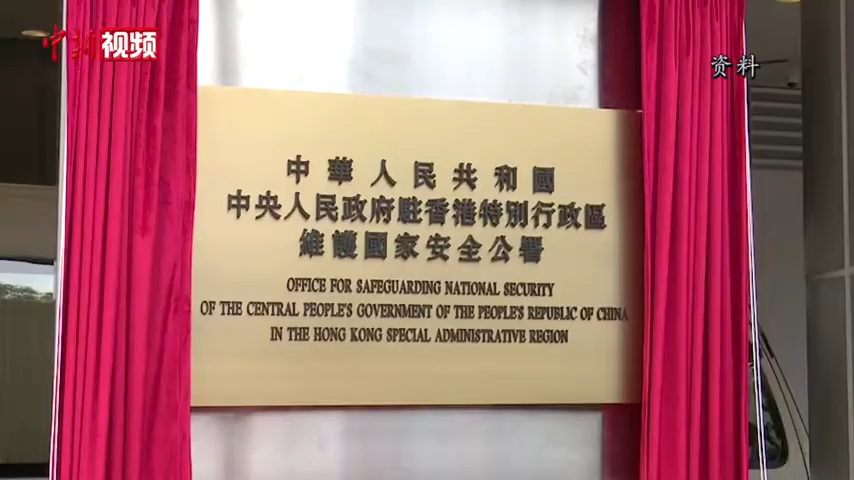 中新视频
资料
中華人民共和國
中央人民政府駐香港特別行政區
維護國家安全公署
OFFICE FOR SAFEGUARDING NATIONAL SECURITY
OF THE CENTRAL PEOPLE'S GOVERNMENT OF THE PEOPLE'S REPUBLIC OF CHINA
IN THE HONG KONG SPECIAL ADMINISTRATIVE REGION